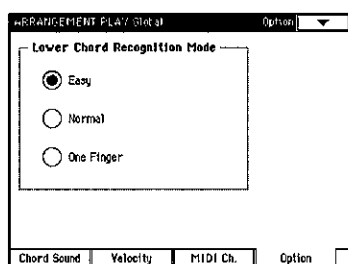 ARRANGEMENT PLAY Global Option
Lower Chord Recognition Mode
Easy
Normal
One Finger
Chord Sound Velocity MIDI Ch. Option